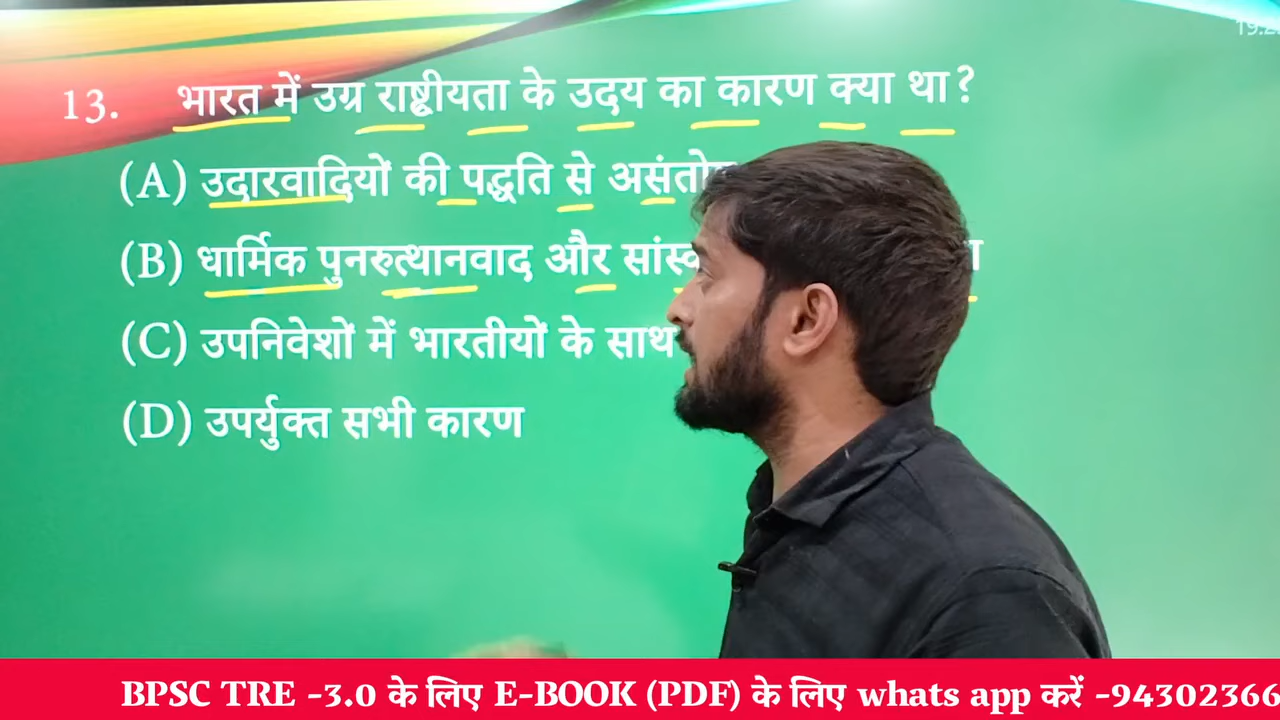 13. भारत में उग्र राष्ट्रीयता के उदय का कारण क्या था?
(A) उदारवादियों की पद्धति से
(B) धार्मिक पुनरुत्थानवाद और
(C) उपनिवेशों में भारतीयों के साथ
(D) उपर्युक्त सभी कारण
BPSC TRE -3.0 के लिए E-BOOK (PDF) के लिए whats app करें -94302366